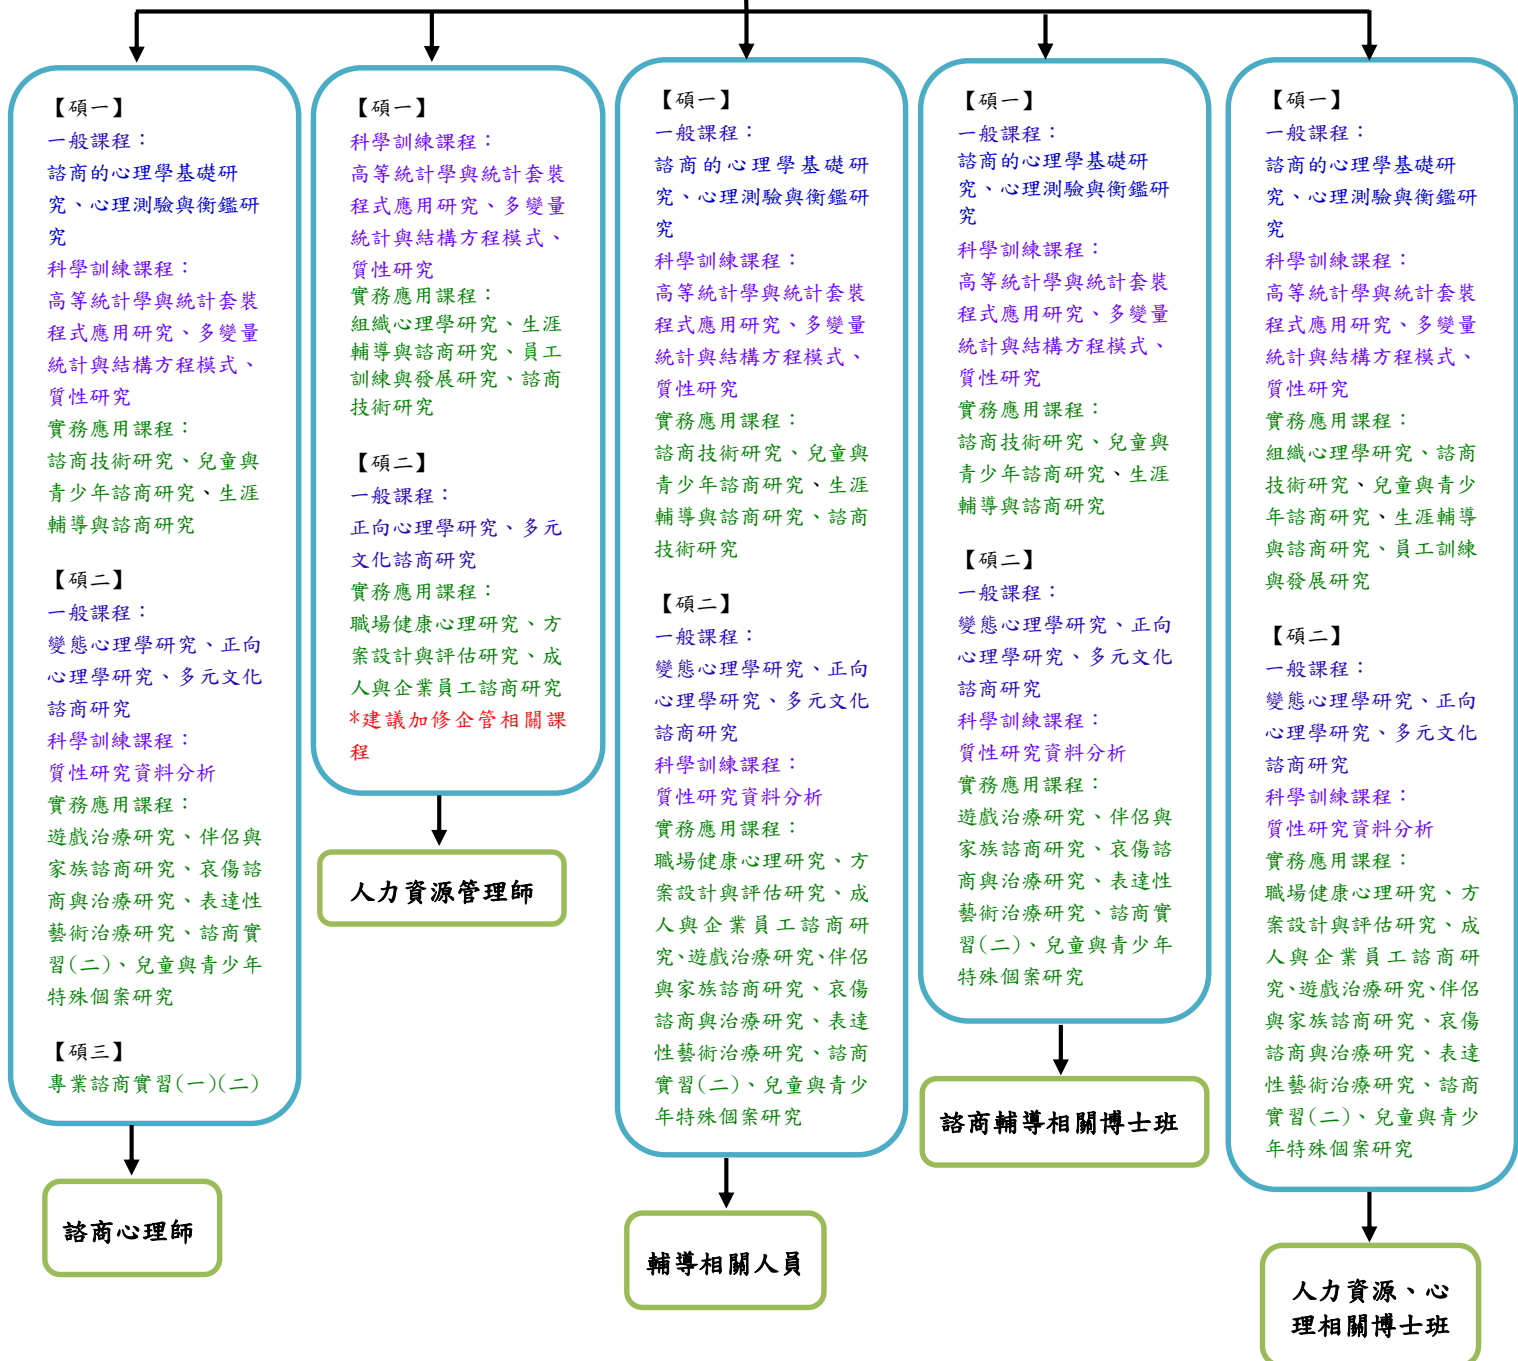 【碩一】
一般課程：
諮商的心理學基礎研
究、心理測驗與衡鑑研
究
科學訓練課程：
高等統計學與統計套裝
程式應用研究、多變量
統計與結構方程模式、
質性研究
實務應用課程：
諮商技術研究、兒童與
青少年諮商研究、生涯
輔導與諮商研究
【碩二】
一般課程：
變態心理學研究、正向
心理學研究、多元文化
諮商研究
科學訓練課程：
質性研究資料分析
實務應用課程：
遊戲治療研究、伴侶與
家族諮商研究、哀傷諮
商與治療研究、表達性
藝術治療研究、諮商實
習(二)、兒童與青少年
特殊個案研究
【碩三】
專業諮商實習(一)(二)
諮商心理師
【碩一】
科學訓練課程：
高等統計學與統計套裝
程式應用研究、多變量
統計與結構方程模式、
質性研究
實務應用課程：
組織心理學研究、生涯
輔導與諮商研究、員工
訓練與發展研究、諮商
技術研究
【碩二】
一般課程：
正向心理學研究、多元
文化諮商研究
實務應用課程：
職場健康心理研究、方
案設計與評估研究、成
人與企業員工諮商研究
*建議加修企管相關課
程
人力資源管理師
【碩一】
一般課程：
諮商的心理學基礎研
究、心理測驗與衡鑑研
究
科學訓練課程：
高等統計學與統計套裝
程式應用研究、多變量
統計與結構方程模式、
質性研究
實務應用課程：
諮商技術研究、兒童與
青少年諮商研究、生涯
輔導與諮商研究、諮商
技術研究
【碩二】
一般課程：
變態心理學研究、正向
心理學研究、多元文化
諮商研究
科學訓練課程：
質性研究資料分析
實務應用課程：
職場健康心理研究、方
案設計與評估研究、成
人與企業員工諮商研
究、遊戲治療研究、伴侶
與家族諮商研究、哀傷
諮商與治療研究、表達
性藝術治療研究、諮商
實習(二)、兒童與青少
年特殊個案研究
輔導相關人員
【碩一】
一般課程：
諮商的心理學基礎研
究、心理測驗與衡鑑研
究
科學訓練課程：
高等統計學與統計套裝
程式應用研究、多變量
統計與結構方程模式、
質性研究
實務應用課程：
諮商技術研究、兒童與
青少年諮商研究、生涯
輔導與諮商研究
【碩二】
一般課程：
變態心理學研究、正向
心理學研究、多元文化
諮商研究
科學訓練課程：
質性研究資料分析
實務應用課程：
遊戲治療研究、伴侶與
家族諮商研究、哀傷諮
商與治療研究、表達性
藝術治療研究、諮商實
習(二)、兒童與青少年
特殊個案研究
諮商輔導相關博士班
【碩一】
一般課程：
諮商的心理學基礎研
究、心理測驗與衡鑑研
究
科學訓練課程：
高等統計學與統計套裝
程式應用研究、多變量
統計與結構方程模式、
質性研究
實務應用課程：
組織心理學研究、諮商
技術研究、兒童與青少
年諮商研究、生涯輔導
與諮商研究、員工訓練
與發展研究
【碩二】
一般課程：
變態心理學研究、正向
心理學研究、多元文化
諮商研究
科學訓練課程：
質性研究資料分析
實務應用課程：
職場健康心理研究、方
案設計與評估研究、成
人與企業員工諮商研
究、遊戲治療研究、伴侶
與家族諮商研究、哀傷
諮商與治療研究、表達
性藝術治療研究、諮商
實習(二)、兒童與青少
年特殊個案研究
人力資源、心
理相關博士班